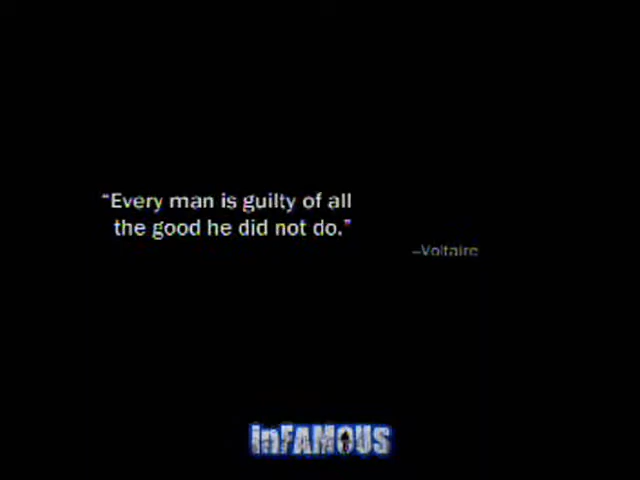 “Every man is guilty of all
the good he did not do.”
–Voltaire
inFAMOUS